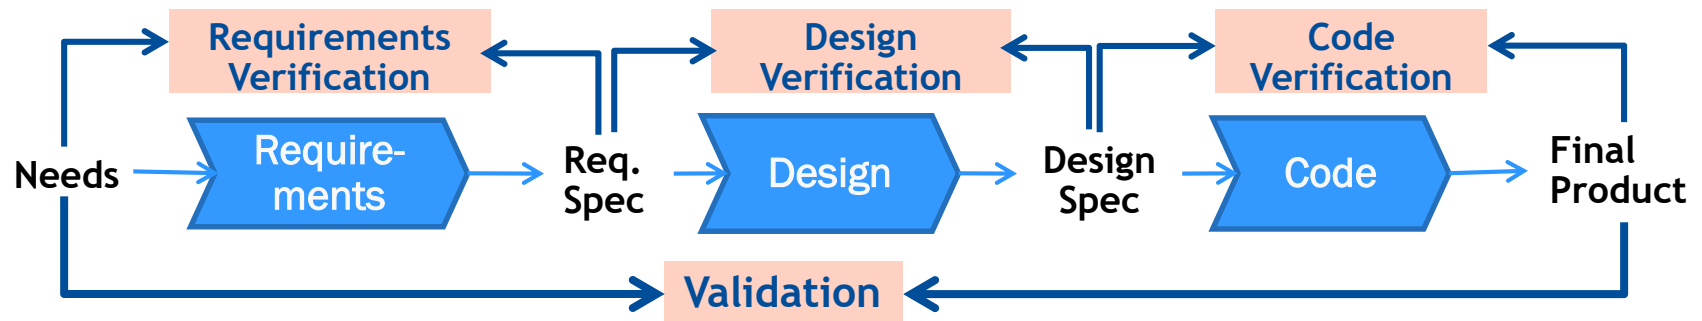 Requirements
Verification
Design
Verification
Code
Verification
Needs
Require-
ments
Req.
Spec
Design
Design
Spec
Code
Final
Product
Validation